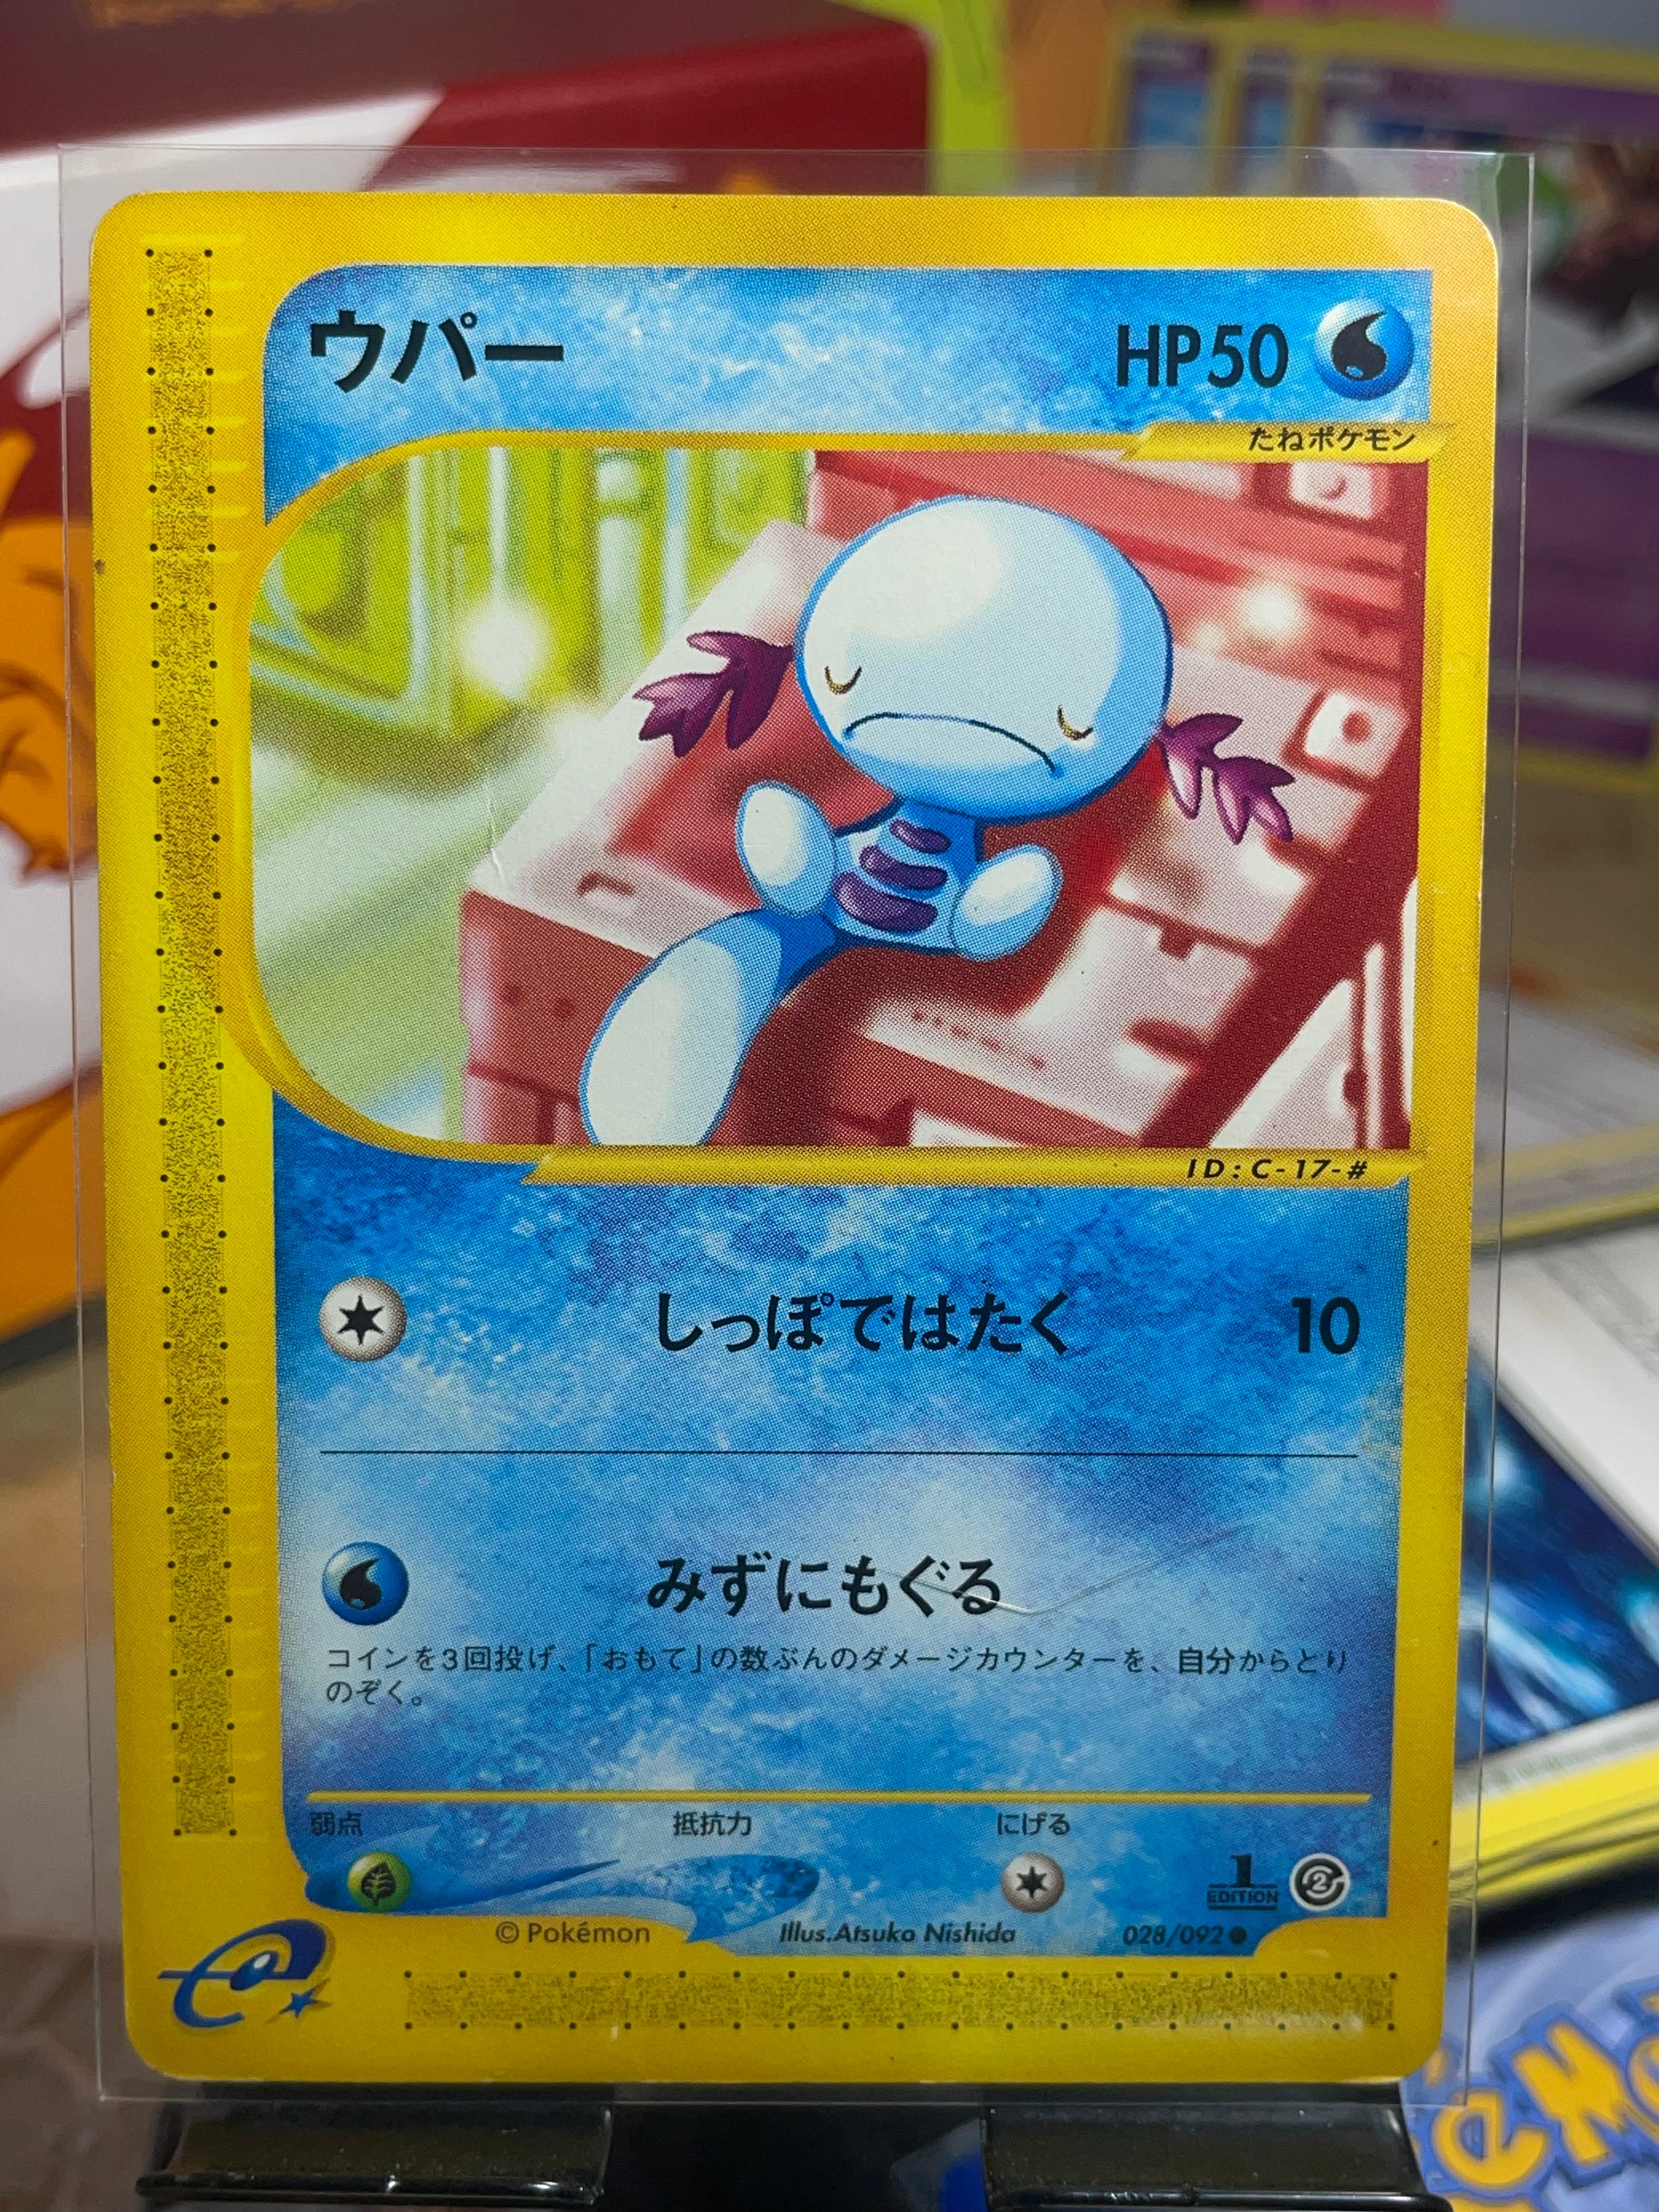 ウパー
HP50
たねポケモン
ID:C-17-#
しっぽではたく 10
みずにもぐる
コインを3回投げ、「おもて」の数ぶんのダメージカウンターを、自分からとり
のぞく。
弱点 抵抗力 にげる
1
EDITION
2
© Pokémon Illus.Atsuko Nishida 028/092 ●
e